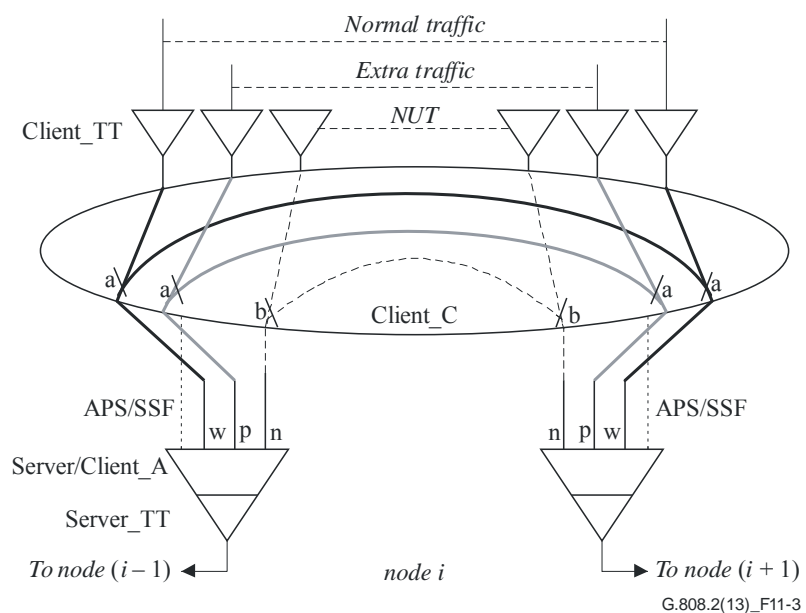 Normal traffic
Extra traffic
NUT
Client_TT
a
a
a
a
b
Client_C
b
APS/SSF
APS/SSF
w
p
n
n
p
w
Server/Client_A
Server_TT
To node (i – 1)
node i
To node (i + 1)
G.808.2(13)_F11-3